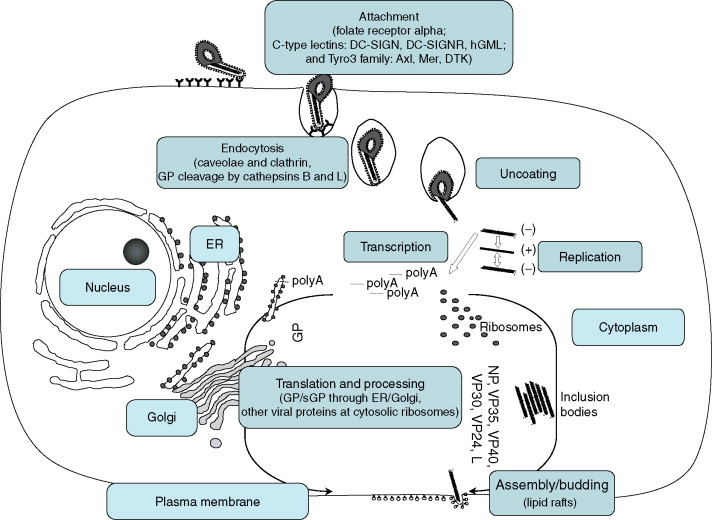 Attachment
(folate receptor alpha;
C-type lectins: DC-SIGN, DC-SIGNR, hGML;
and Tyro3 family: Axl, Mer, DTK)
Endocytosis
(caveolae and clathrin,
GP cleavage by cathepsins B and L)
Uncoating
ER
Transcription
(−)
(+)
(−)
Replication
Nucleus
polyA
polyA
polyA
polyA
GP
Ribosomes
Cytoplasm
Translation and processing
(GP/sGP through ER/Golgi,
other viral proteins at cytosolic ribosomes)
NP, VP35, VP40,
VP30, VP24, L
Inclusion
bodies
Golgi
Plasma membrane
Assembly/budding
(lipid rafts)